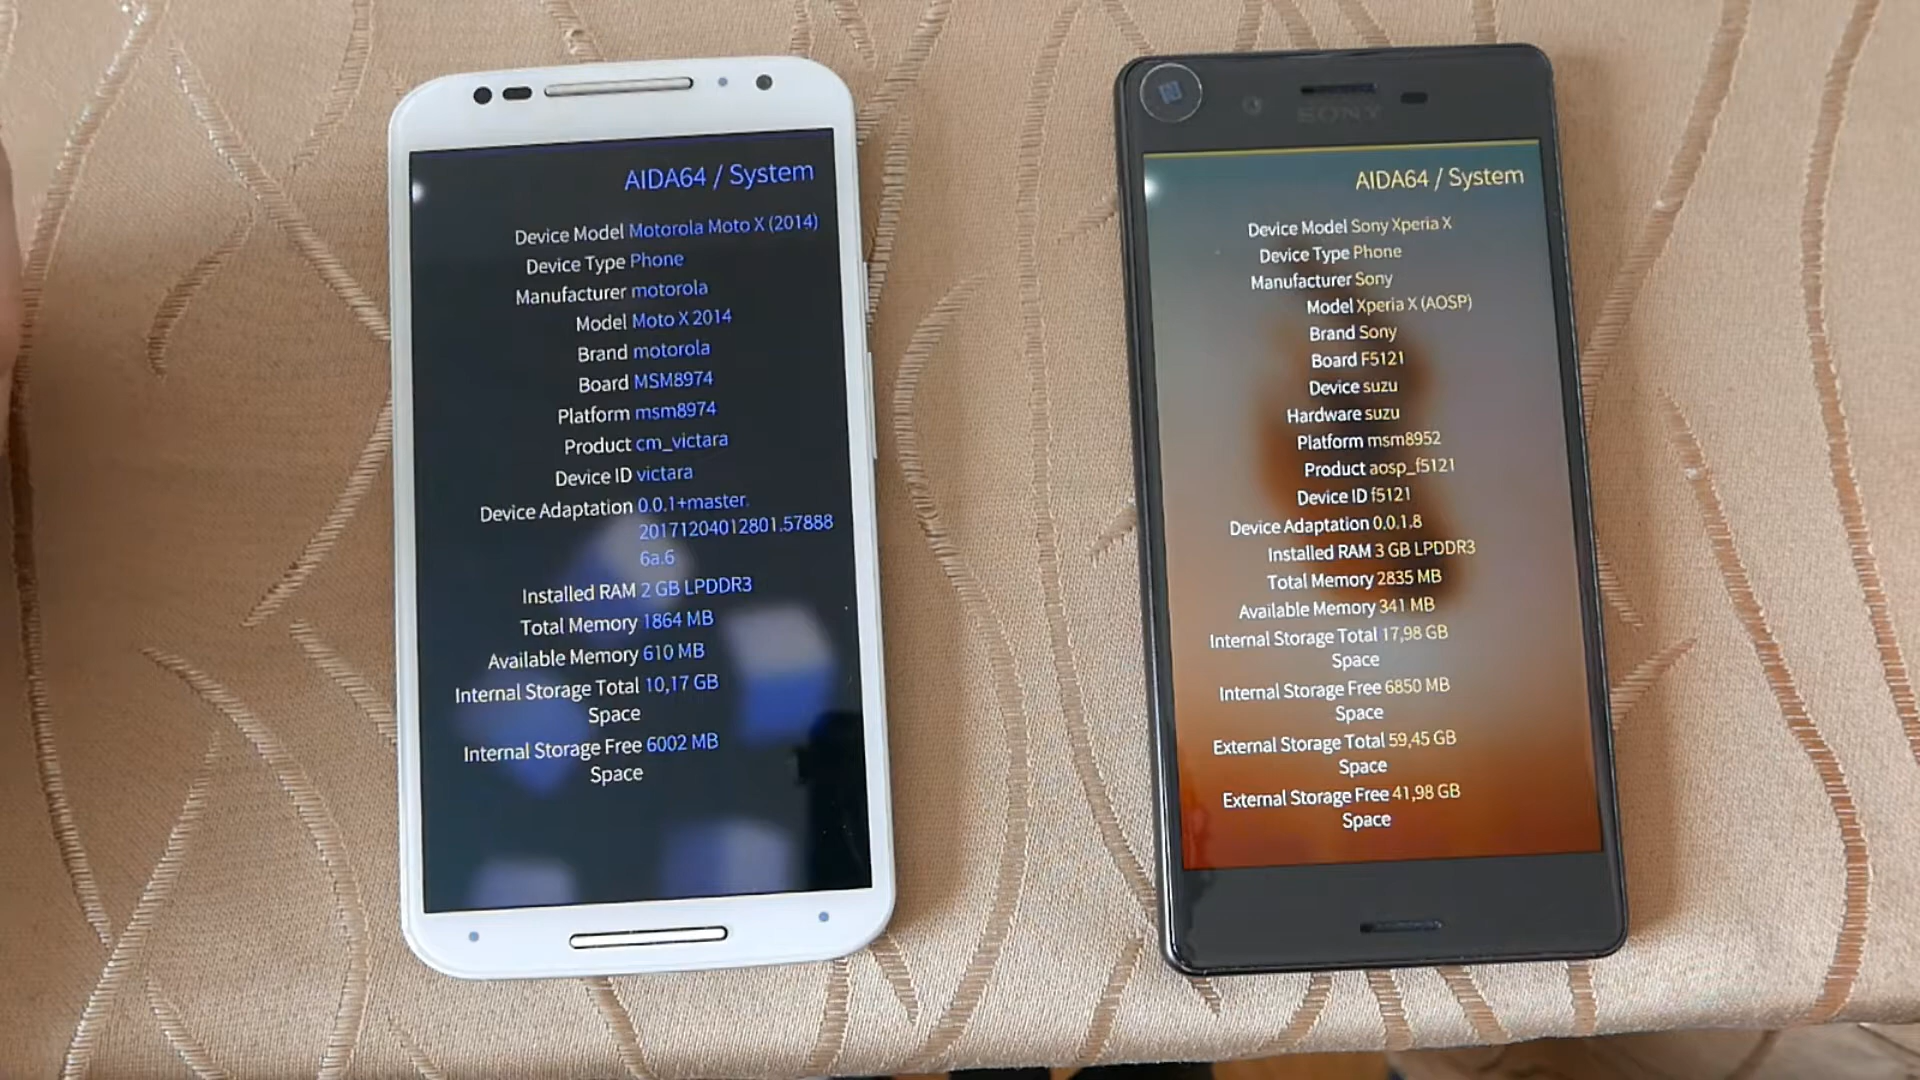 AIDA64 / System
Device Model Motorola Moto X (2014)
Device Type Phone
Manufacturer motorola
Model Moto X 2014
Brand motorola
Board MSM8974
Platform msm8974
Product cm_victara
Device ID victara
Device Adaptation 0.0.1+master.
20171204012801.57888
6a.6
Installed RAM 2 GB LPDDR3
Total Memory 1864 MB
Available Memory 610 MB
Internal Storage Total 10,17 GB
Space
Internal Storage Free 6002 MB
Space
SONY
AIDA64 / System
Device Model Sony Xperia X
Device Type Phone
Manufacturer Sony
Model Xperia X (AOSP)
Brand Sony
Board F5121
Device suzu
Hardware suzu
Platform msm8952
Product aosp_f5121
Device ID f5121
Device Adaptation 0.0.1.8
Installed RAM 3 GB LPDDR3
Total Memory 2835 MB
Available Memory 341 MB
Internal Storage Total 17,98 GB
Space
Internal Storage Free 6850 MB
Space
External Storage Total 59,45 GB
Space
External Storage Free 41,98 GB
Space